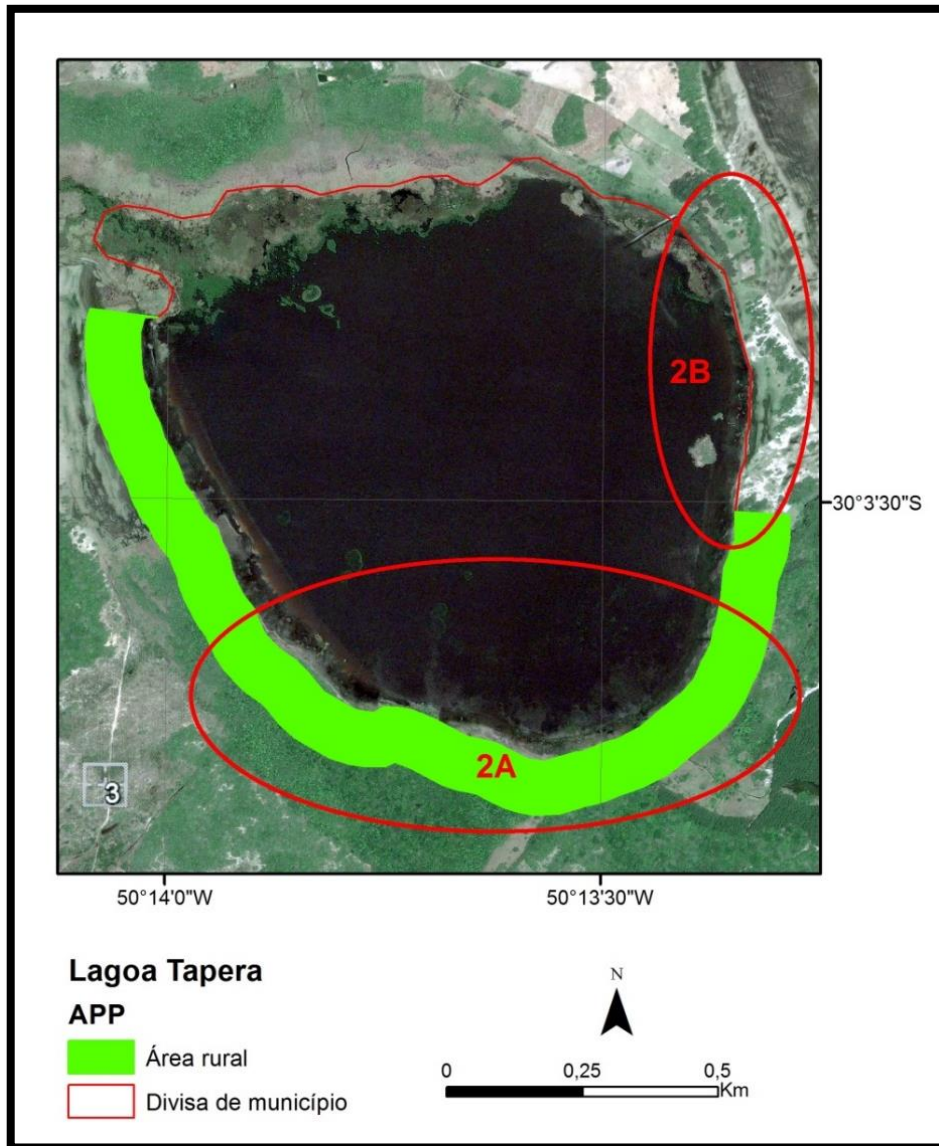 2B
30°3'30"S
2A
3
50°14'0"W
50°13'30"W
Lagoa Tapera
APP
Área rural
Divisa de município
N
0
0,25
0,5
Km